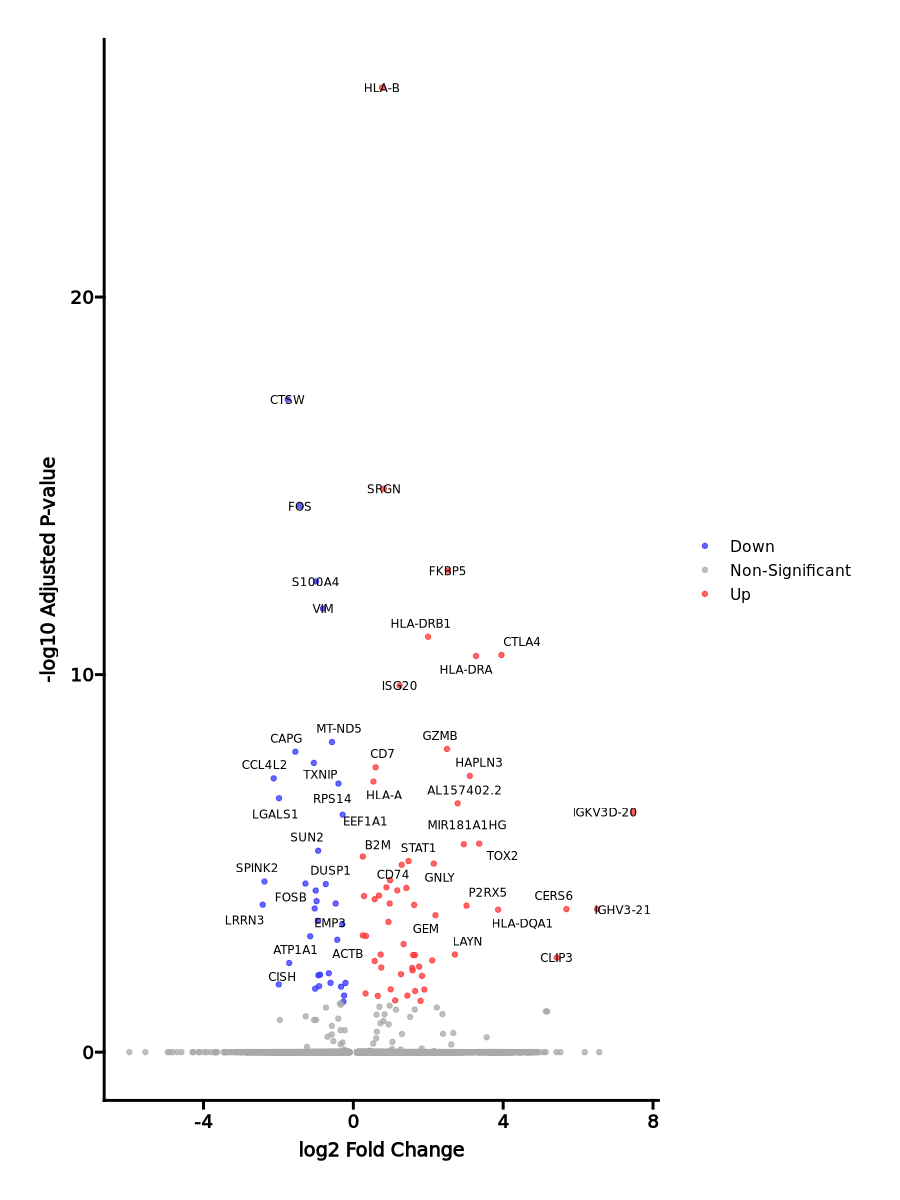 HLA-B
20
CTSW
SRGN
FOS
-log10 Adjusted P-value
Down
Non-Significant
Up
FKBP5
S100A4
VIM
HLA-DRB1
CTLA4
HLA-DRA
10
ISG20
MT-ND5
CAPG
GZMB
CD7
CCL4L2
TXNIP
HAPLN3
HLA-A
AL157402.2
RPS14
LGALS1
EEF1A1
IGKV3D-20
MIR181A1HG
SUN2
B2M
STAT1
TOX2
SPINK2
DUSP1
CD74
GNLY
FOSB
P2RX5
CERS6
IGHV3-21
LRRN3
EMP3
GEM
HLA-DQA1
LAYN
ATP1A1
ACTB
CLIP3
CISH
0
-4
0
4
8
log2 Fold Change